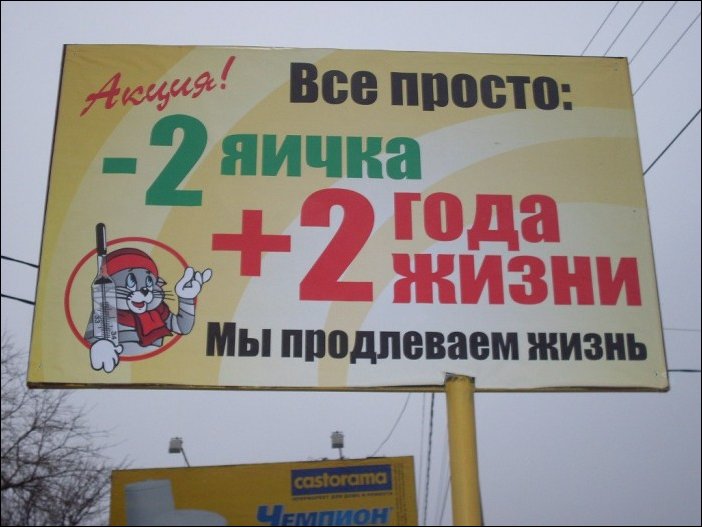 Акция!
Все просто:
-2 яичка
+2 года
жизни
Мы продлеваем жизнь
castorama
Чемпион